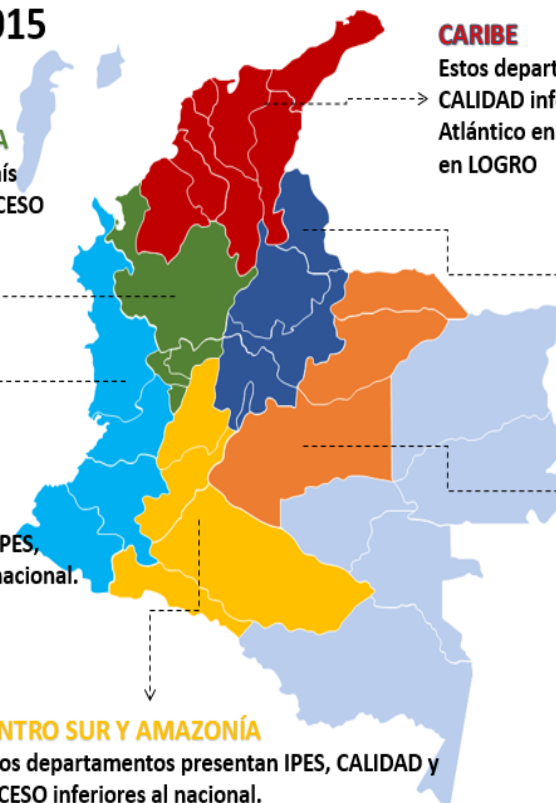 015
CARIBE
Estos depart
CALIDAD inf
Atlántico en
en LOGRO
A
ís
CESO
PES,
nacional.
NTRO SUR Y AMAZONÍA
os departamentos presentan IPES, CALIDAD y
CESO inferiores al nacional.